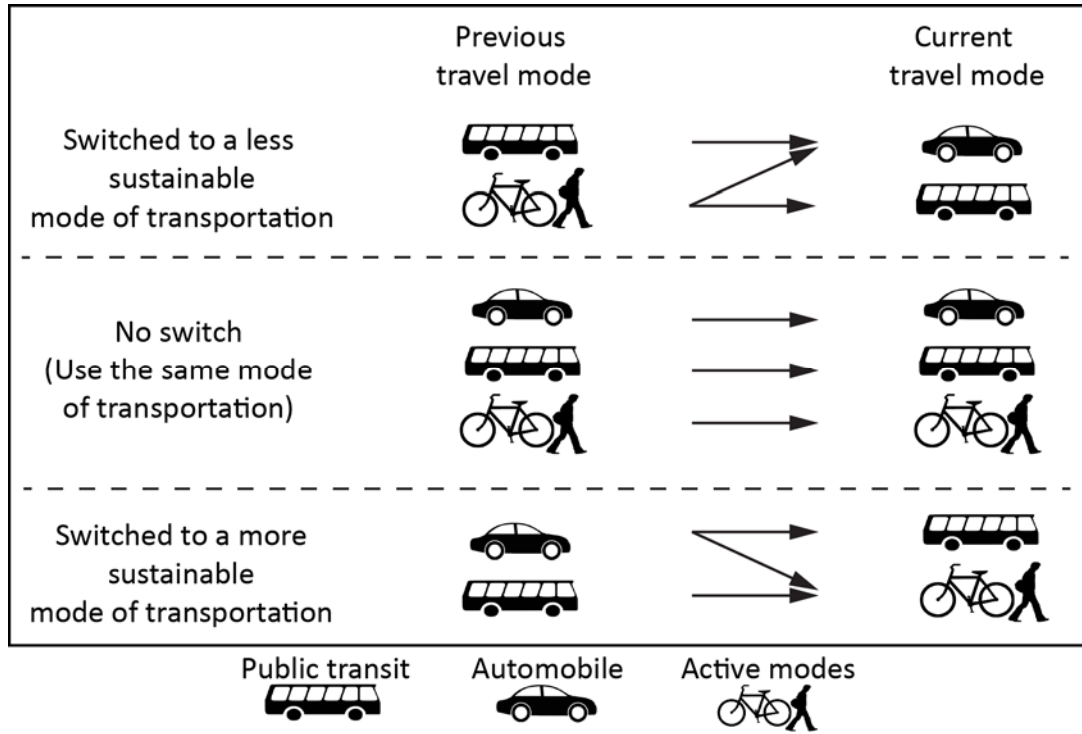 Previous
travel mode
Current
travel mode
Switched to a less
sustainable
mode of transportation
No switch
(Use the same mode
of transportation)
Switched to a more
sustainable
mode of transportation
Public transit
Automobile
Active modes